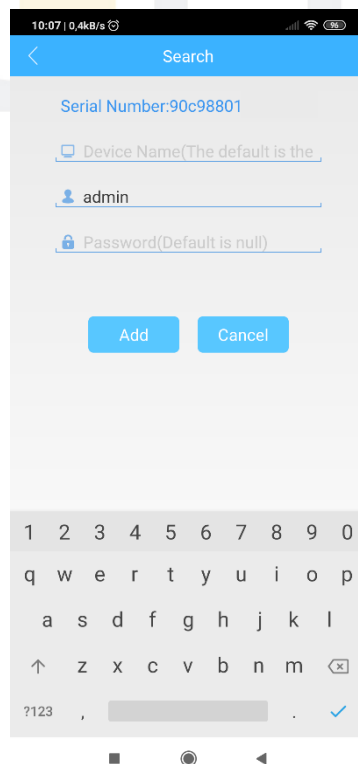 10:07 | 0,4kB/s 96
Search
Serial Number:90c98801
Device Name(The default is the
admin
Password(Default is null)
Add Cancel
1 2 3 4 5 6 7 8 9 0
q w e r t y u i o p
a s d f g h j k l
z x c v b n m
?123 , .